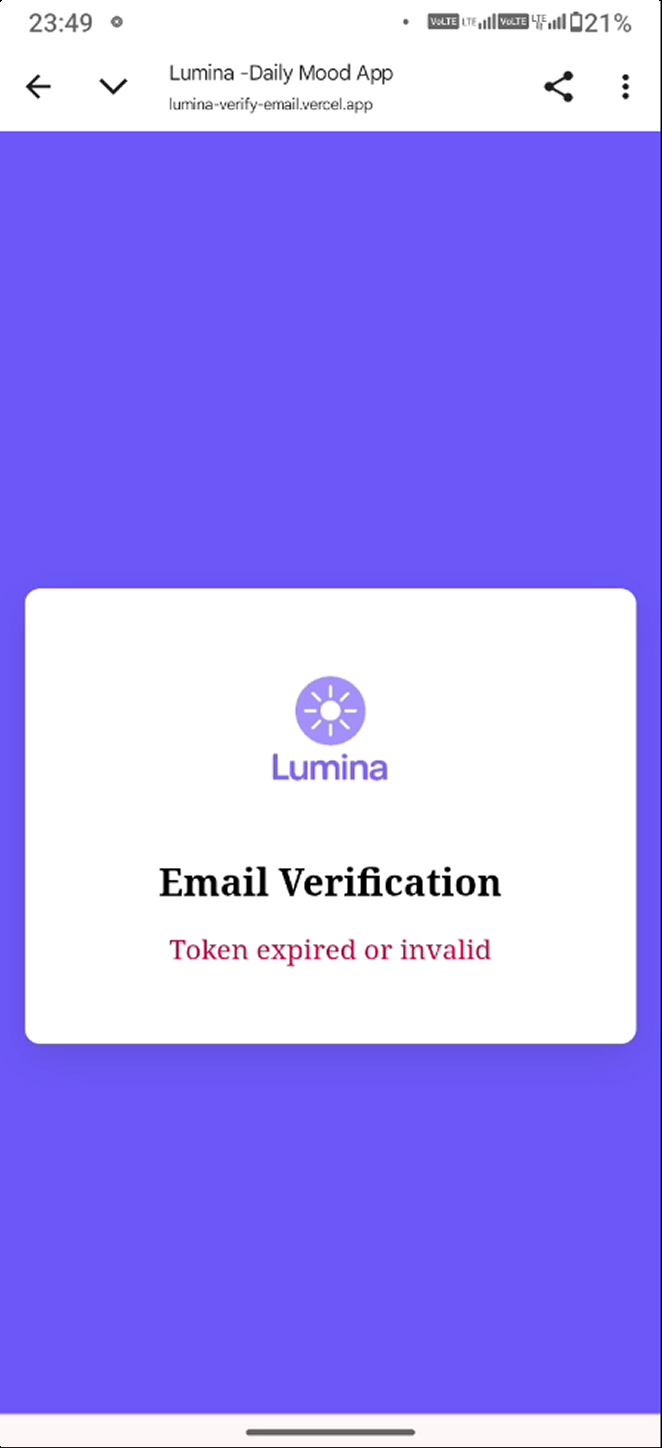 23:49
VoLTE LTE VoLTE LTE 21%
Lumina -Daily Mood App
lumina-verify-email.vercel.app
Lumina
Email Verification
Token expired or invalid